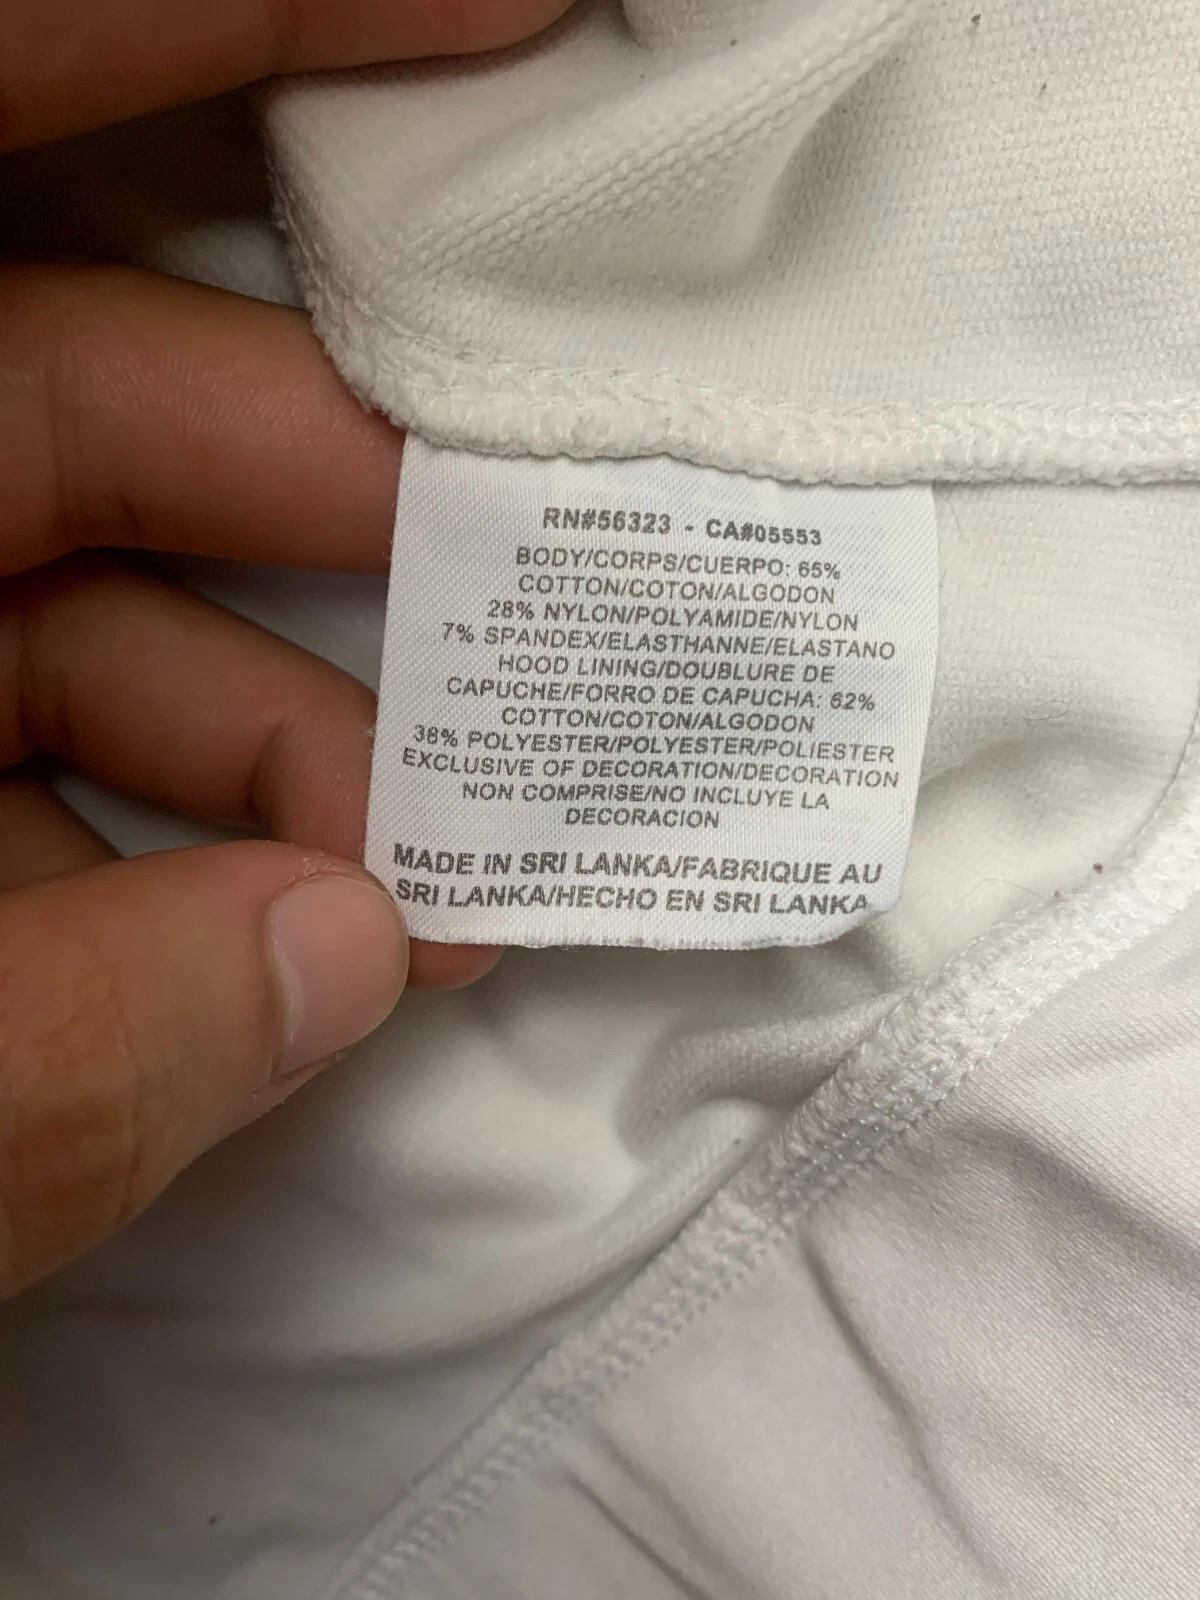 RN#56323 - CA#05553
BODY/CORPS/CUERPO: 65%
COTTON/COTON/ALGODON
28% NYLON/POLYAMIDE/NYLON
7% SPANDEX/ELASTHANNE/ELASTANO
HOOD LINING/DOUBLURE DE
CAPUCHE/FORRO DE CAPUCHA: 62%
COTTON/COTON/ALGODON
38% POLYESTER/POLYESTER/POLIESTER
EXCLUSIVE OF DECORATION/DECORATION
NON COMPRISE/NO INCLUYE LA
DECORACION
MADE IN SRI LANKA/FABRIQUE AU
SRI LANKA/HECHO EN SRI LANKA